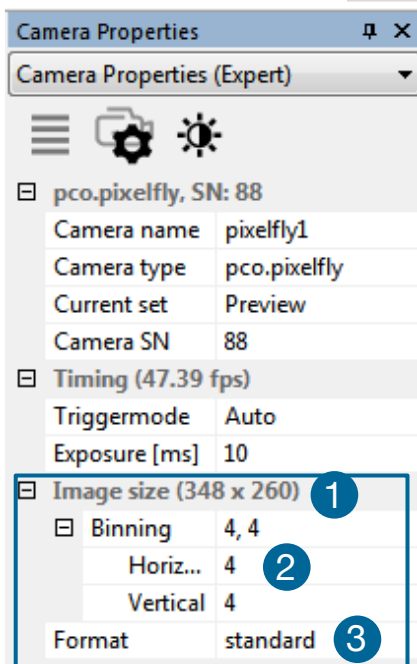 Camera Properties
Camera Properties (Expert)
pco.pixelfly, SN: 88
Camera name pixelfly1
Camera type pco.pixelfly
Current set Preview
Camera SN 88
Timing (47.39 fps)
Triggermode Auto
Exposure [ms] 10
Image size (348 x 260) 1
Binning 4, 4
Horiz... 4 2
Vertical 4
Format standard 3